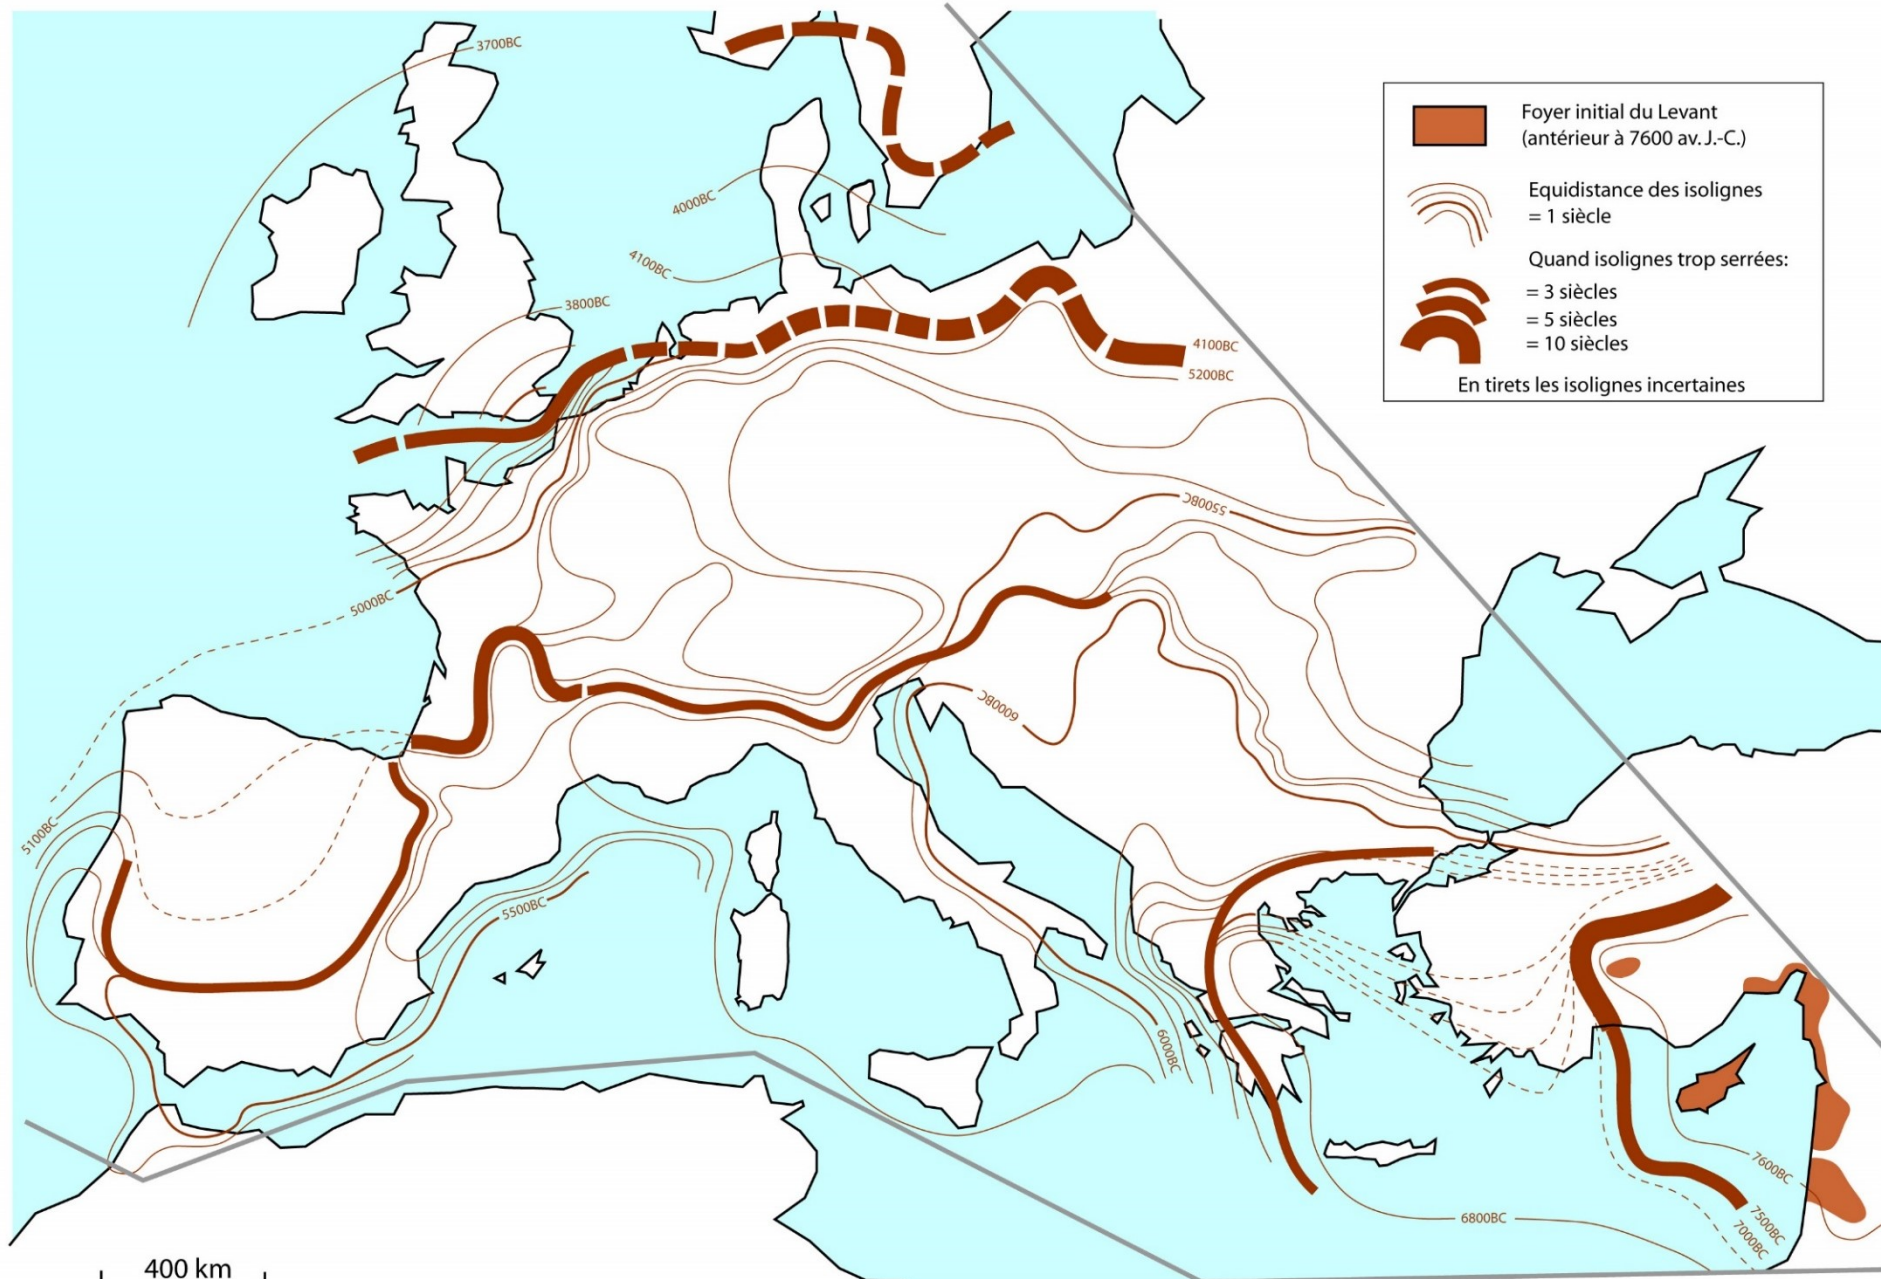 3700BC
Foyer initial du Levant
(antérieur à 7600 av. J.-C.)
Equidistance des isolignes
= 1 siècle
Quand isolignes trop serrées:
= 3 siècles
= 5 siècles
= 10 siècles
En tirets les isolignes incertaines
4000BC
4100BC
3800BC
4100BC
5200BC
5500BC
5000BC
6000BC
5100BC
5500BC
6000BC
7600BC
6800BC
7500BC
7000BC
400 km